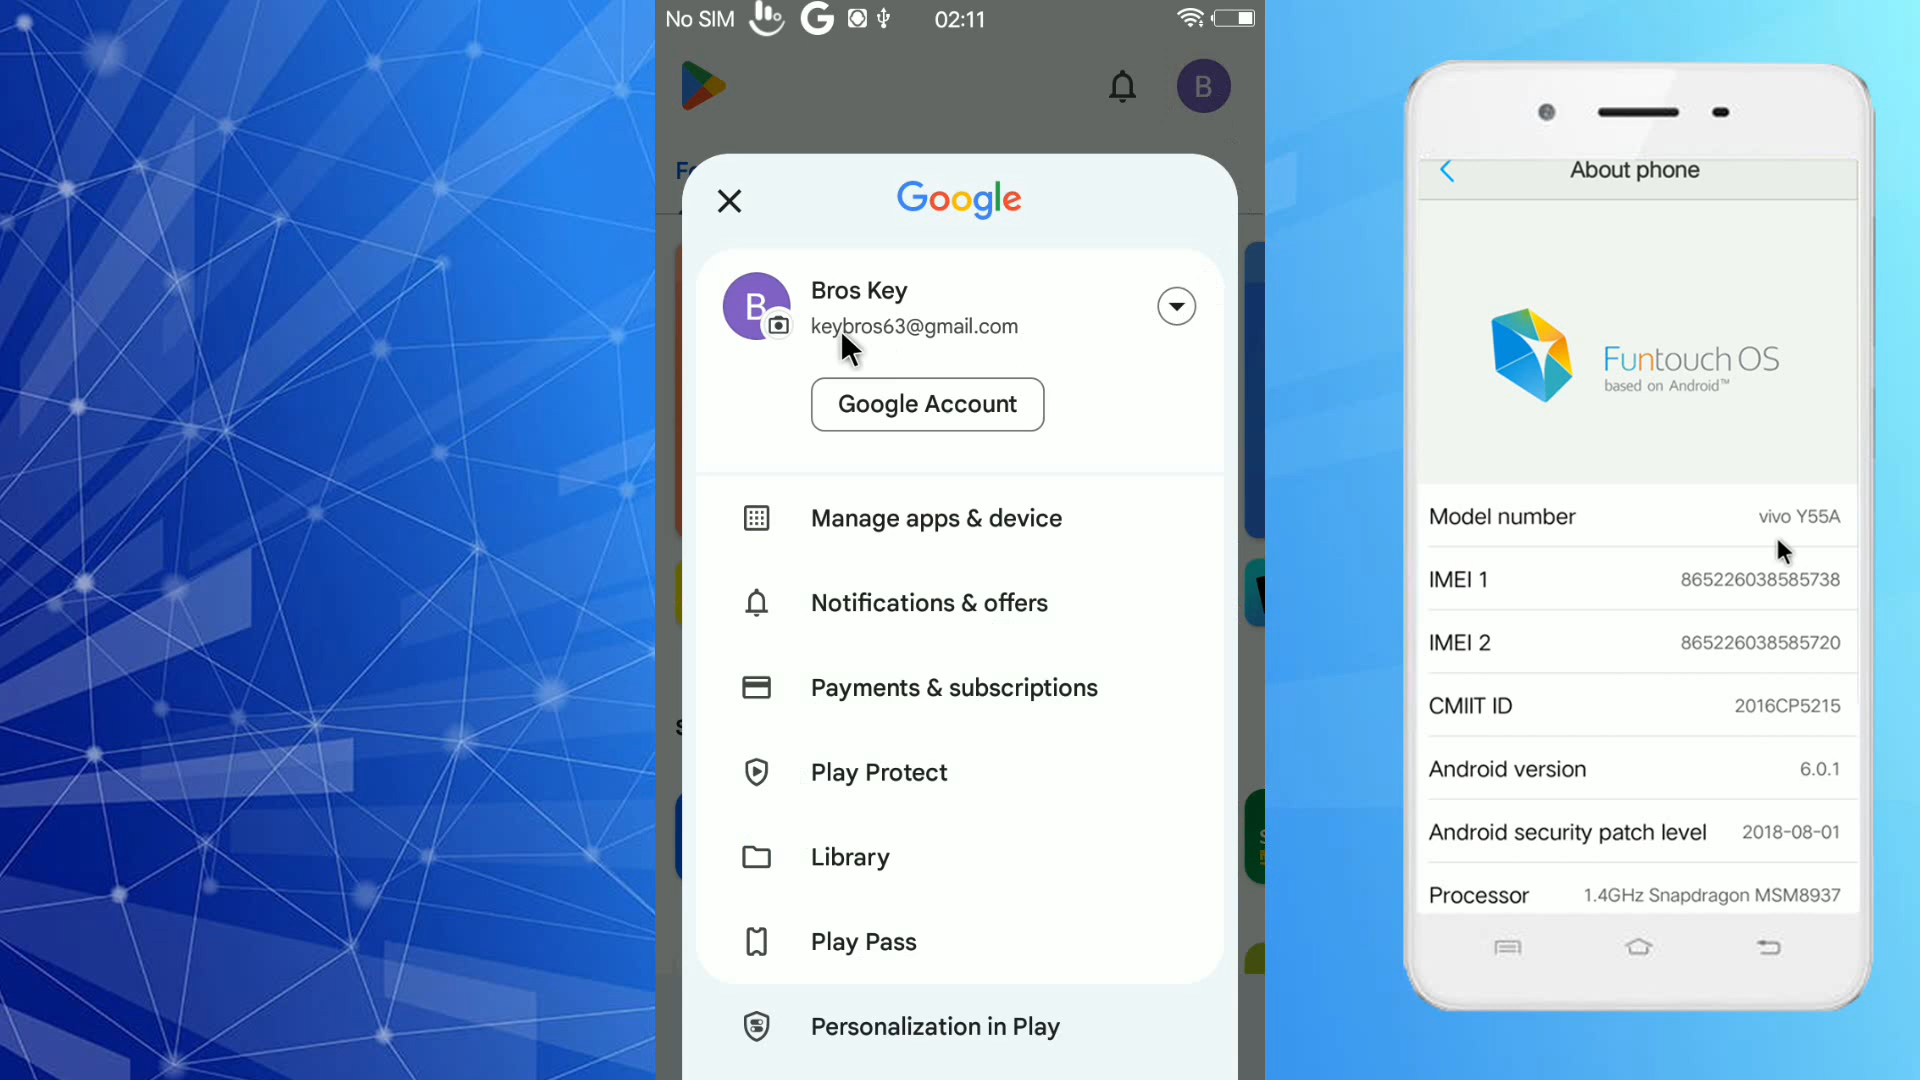 No SIM
02:11
B
Google
B
Bros Key
keybros63@gmail.com
Google Account
Manage apps & device
Notifications & offers
Payments & subscriptions
Play Protect
Library
Play Pass
Personalization in Play
About phone
Funtouch OS
based on Android™
Model number vivo Y55A
IMEI 1 865226038585738
IMEI 2 865226038585720
CMIIT ID 2016CP5215
Android version 6.0.1
Android security patch level 2018-08-01
Processor 1.4GHz Snapdragon MSM8937